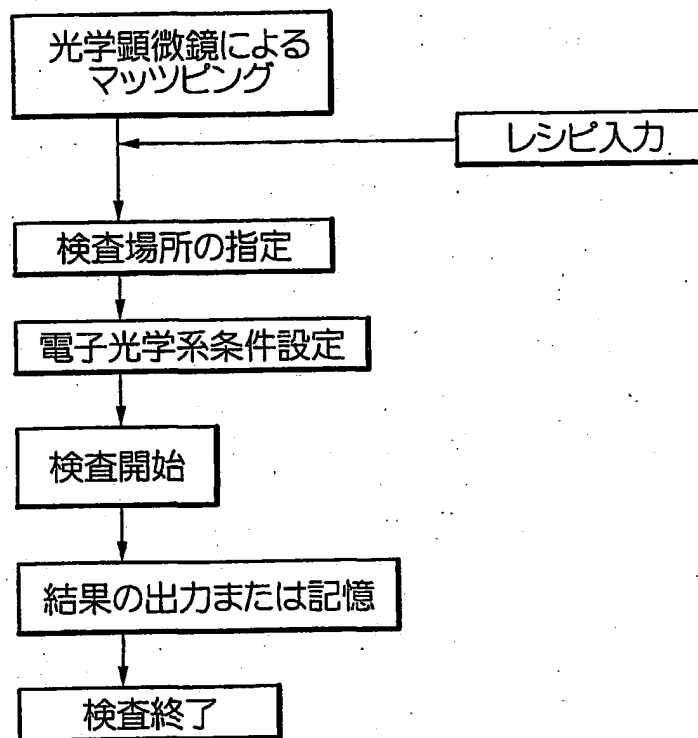 光学顕微鏡による
マッツピング
レシピ入力
検査場所の指定
電子光学系条件設定
検査開始
結果の出力または記憶
検査終了